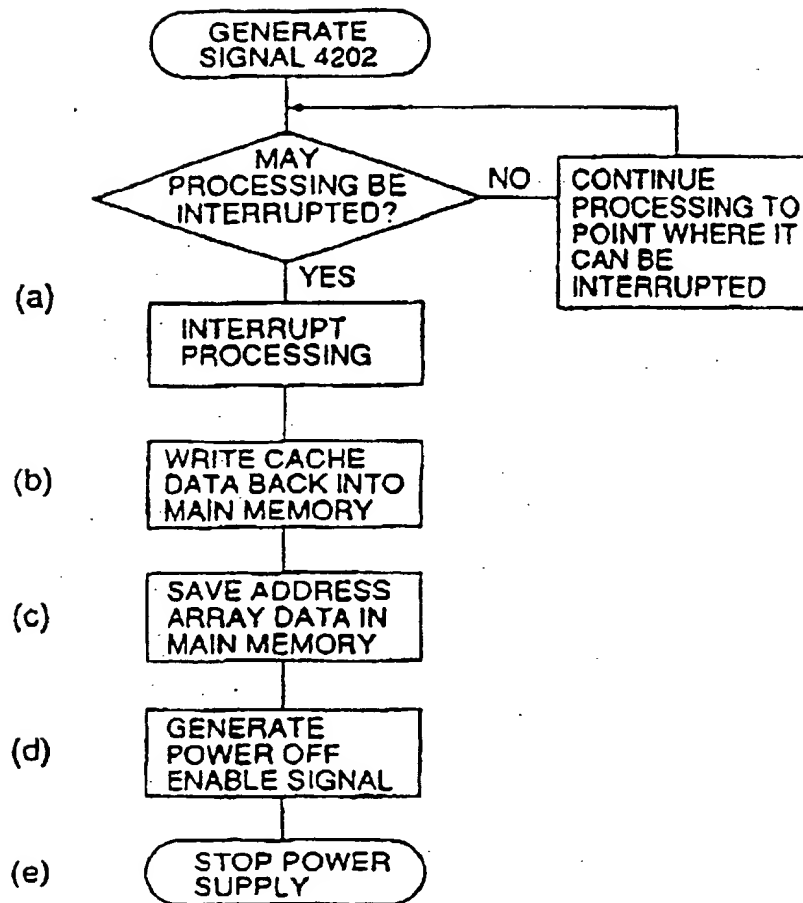 GENERATE
SIGNAL 4202
MAY
PROCESSING BE
INTERRUPTED?
NO
CONTINUE
PROCESSING TO
POINT WHERE IT
CAN BE
INTERRUPTED
YES
(a)
INTERRUPT
PROCESSING
(b)
WRITE CACHE
DATA BACK INTO
MAIN MEMORY
(c)
SAVE ADDRESS
ARRAY DATA IN
MAIN MEMORY
(d)
GENERATE
POWER OFF
ENABLE SIGNAL
(e)
STOP POWER
SUPPLY